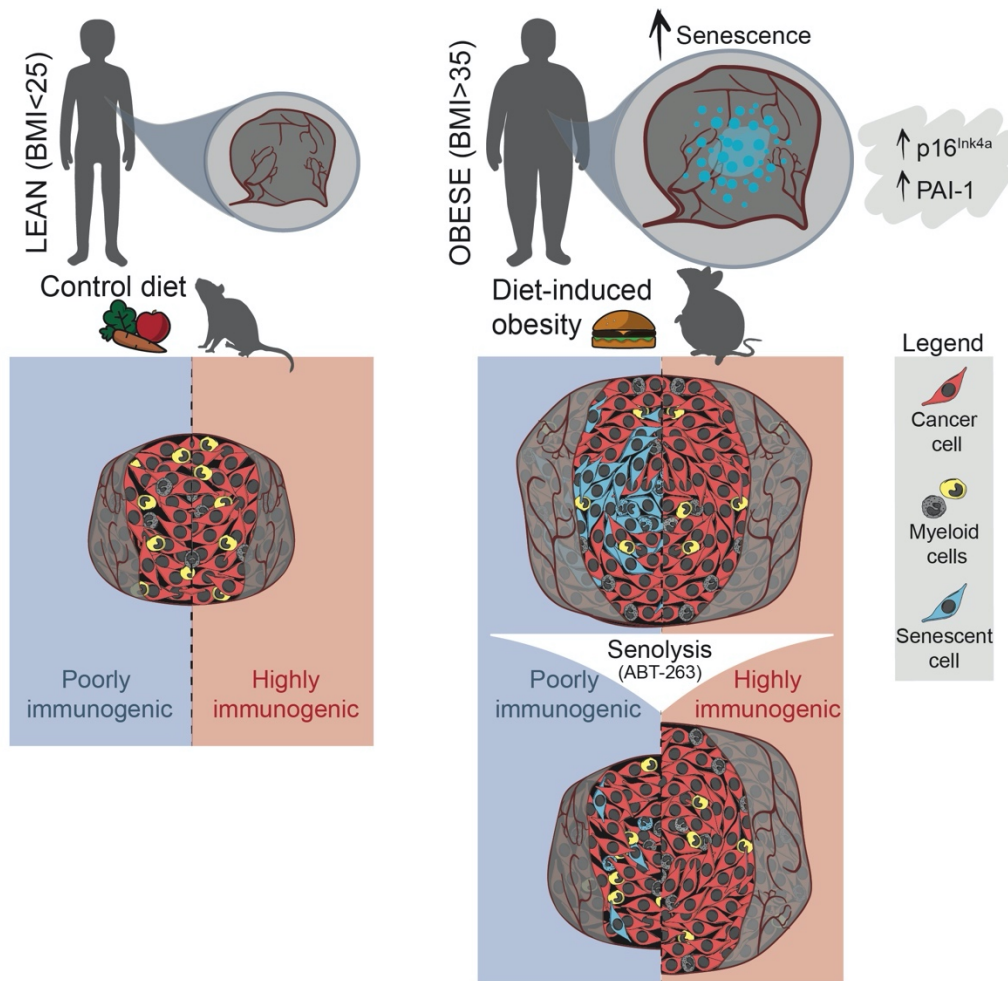 LEAN (BMI<25)
OBESE (BMI>35)
↑ Senescence
↑ p16Ink4a
↑ PAI-1
Control diet
Diet-induced
obesity
Legend
Cancer
cell
Myeloid
cells
Senescent
cell
Poorly
immunogenic
Highly
immunogenic
Senolysis
(ABT-263)
Poorly
immunogenic
Highly
immunogenic